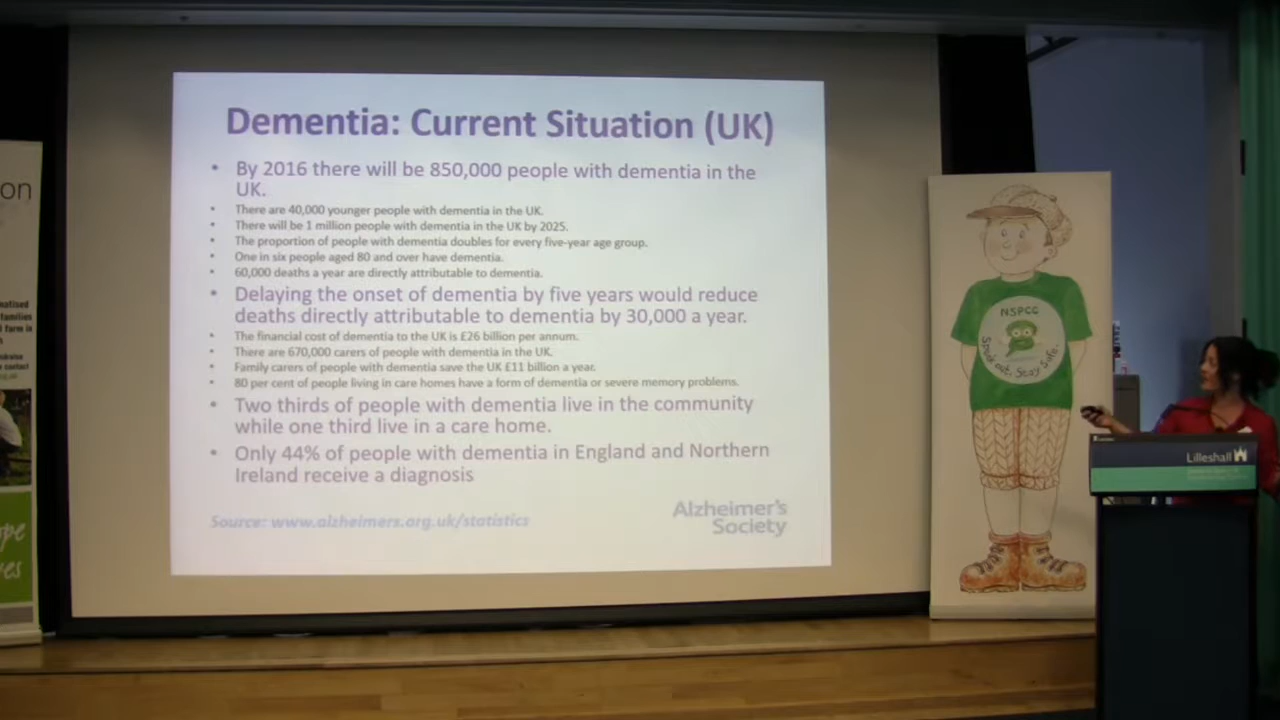 Dementia: Current Situation (UK)
• By 2016 there will be 850,000 people with dementia in the
UK.
• There are 40,000 younger people with dementia in the UK.
• There will be 1 million people with dementia in the UK by 2025.
• The proportion of people with dementia doubles for every five-year age group.
• One in six people aged 80 and over have dementia.
• 60,000 deaths a year are directly attributable to dementia.
• Delaying the onset of dementia by five years would reduce
deaths directly attributable to dementia by 30,000 a year.
• The financial cost of dementia to the UK is £26 billion per annum.
• There are 670,000 carers of people with dementia in the UK.
• Family carers of people with dementia save the UK £11 billion a year.
• 80 per cent of people living in care homes have a form of dementia or severe memory problems.
• Two thirds of people with dementia live in the community
while one third live in a care home.
• Only 44% of people with dementia in England and Northern
Ireland receive a diagnosis
Source: www.alzheimers.org.uk/statistics
Alzheimer's
Society
on
families
NSPCC
Speak out. Stay Safe.
Lilleshall